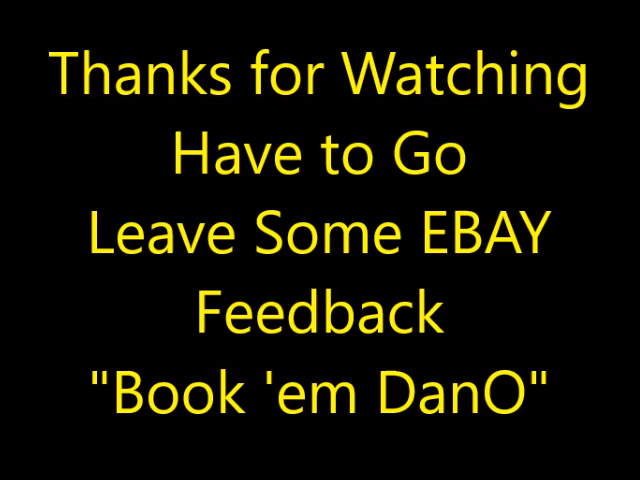 Thanks for Watching
Have to Go
Leave Some EBAY
Feedback
"Book 'em DanO"